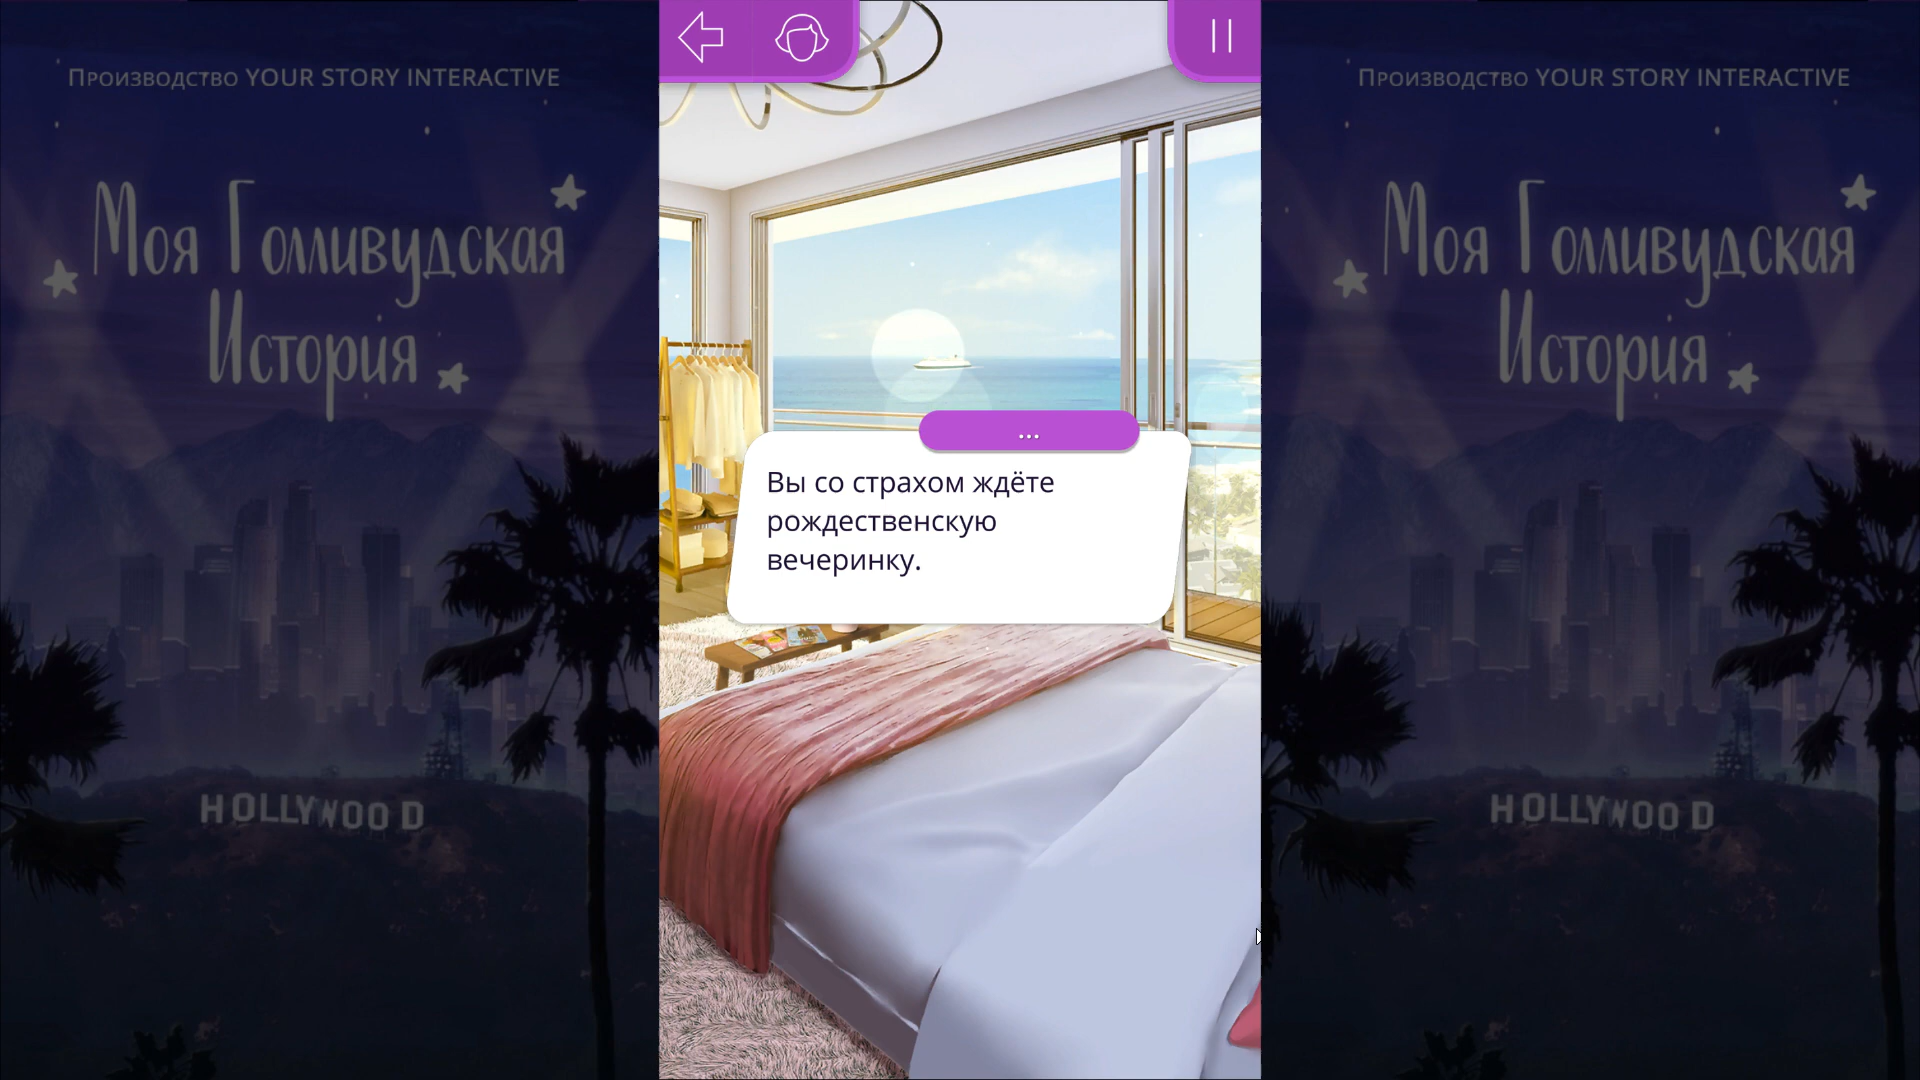 Производство YOUR STORY INTERACTIVE
Моя Голливудская
История
HOLLYWOOD
...
Вы со страхом ждёте
рождественскую
вечеринку.
Производство YOUR STORY INTERACTIVE
Моя Голливудская
История
HOLLYWOOD